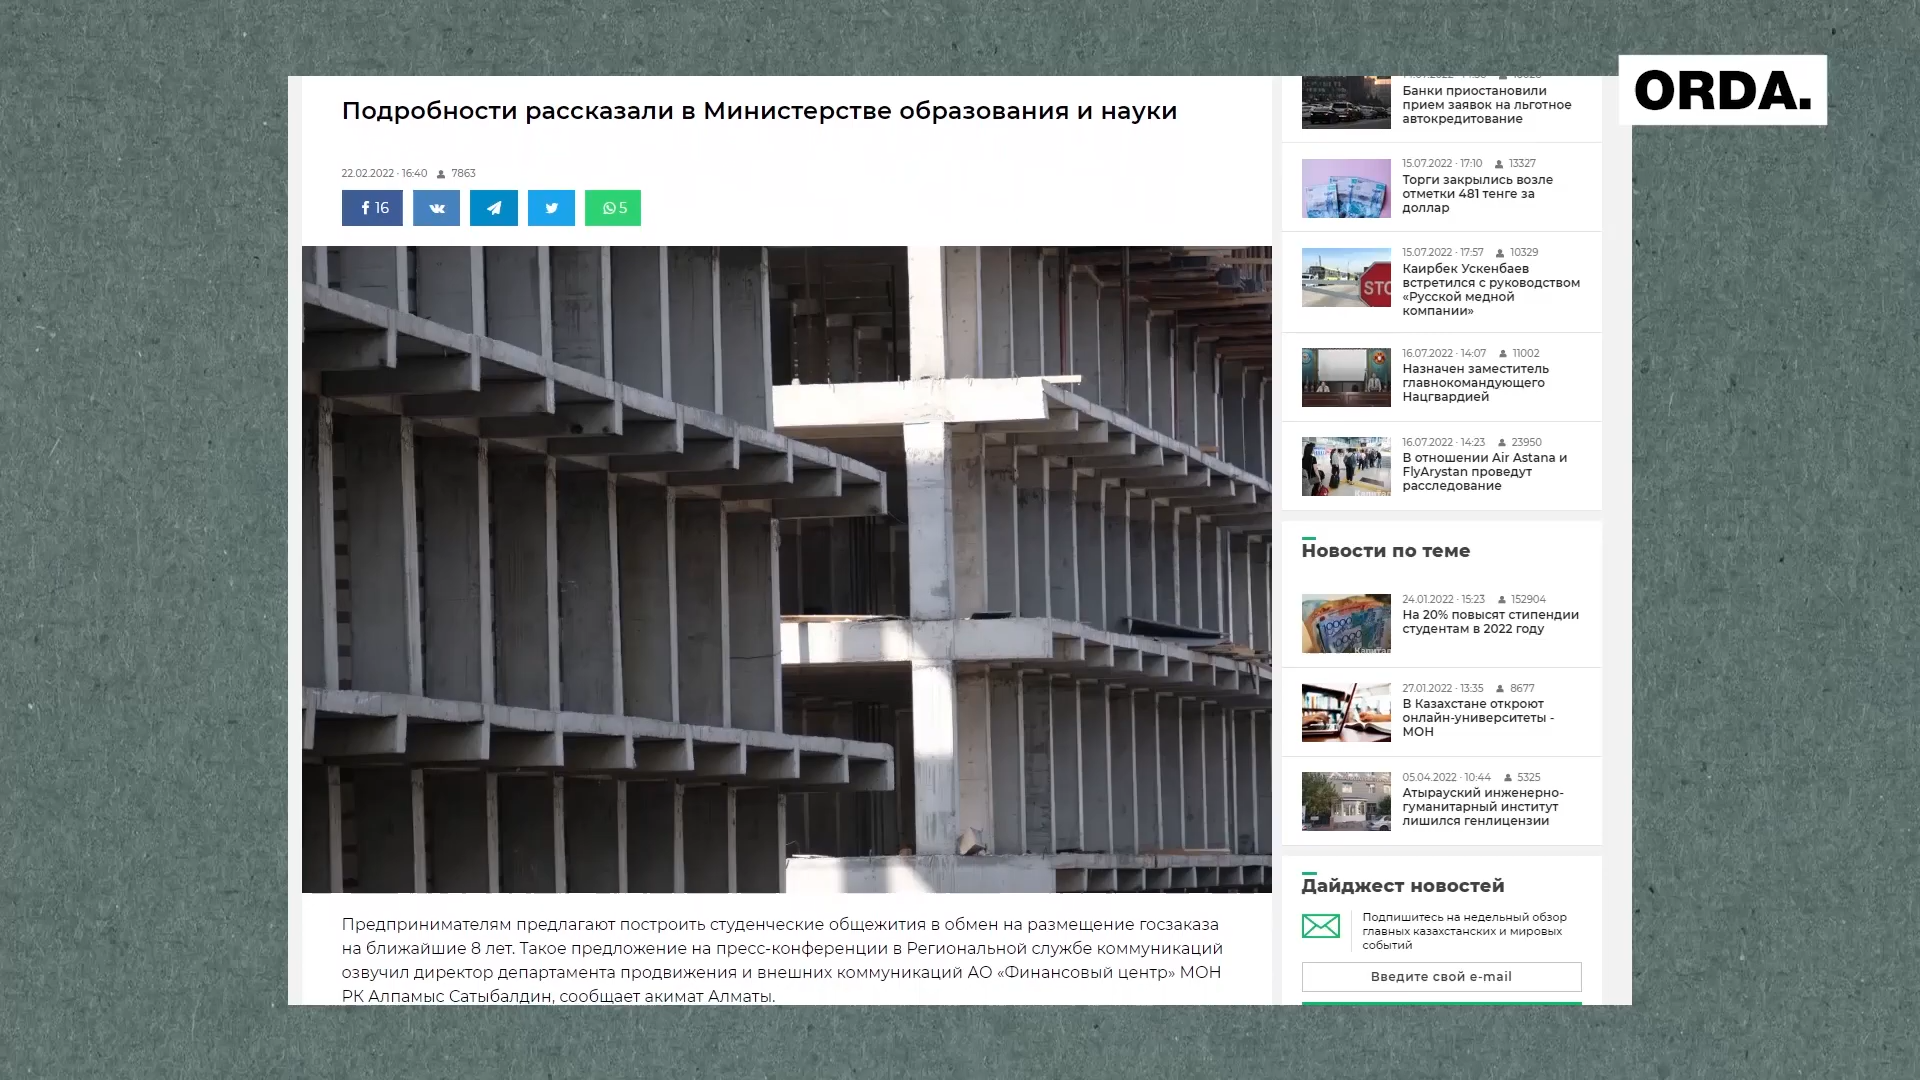 ORDA.
Подробности рассказали в Министерстве образования и науки
22.02.2022 · 16:40 7863
16
5
Предпринимателям предлагают построить студенческие общежития в обмен на размещение госзаказа
на ближайшие 8 лет. Такое предложение на пресс-конференции в Региональной службе коммуникаций
озвучил директор департамента продвижения и внешних коммуникаций АО «Финансовый центр» МОН
РК Алпамыс Сатыбалдин, сообщает акимат Алматы.
Банки приостановили
прием заявок на льготное
автокредитование
15.07.2022 · 17:10 13327
Торги закрылись возле
отметки 481 тенге за
доллар
15.07.2022 · 17:57 10329
Каирбек Ускенбаев
встретился с руководством
«Русской медной
компании»
16.07.2022 · 14:07 11002
Назначен заместитель
главнокомандующего
Нацгвардией
16.07.2022 · 14:23 23950
В отношении Air Astana и
FlyArystan проведут
расследование
Новости по теме
24.01.2022 · 15:23 152904
На 20% повысят стипендии
студентам в 2022 году
27.01.2022 · 13:35 8677
В Казахстане откроют
онлайн-университеты -
МОН
05.04.2022 · 10:44 5325
Атырауский инженерно-
гуманитарный институт
лишился генлицензии
Дайджест новостей
Подпишитесь на недельный обзор
главных казахстанских и мировых
событий
Введите свой e-mail